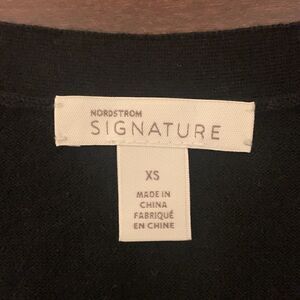 NORDSTROM
SIGNATURE
XS
MADE IN
CHINA
FABRIQUÉ
EN CHINE